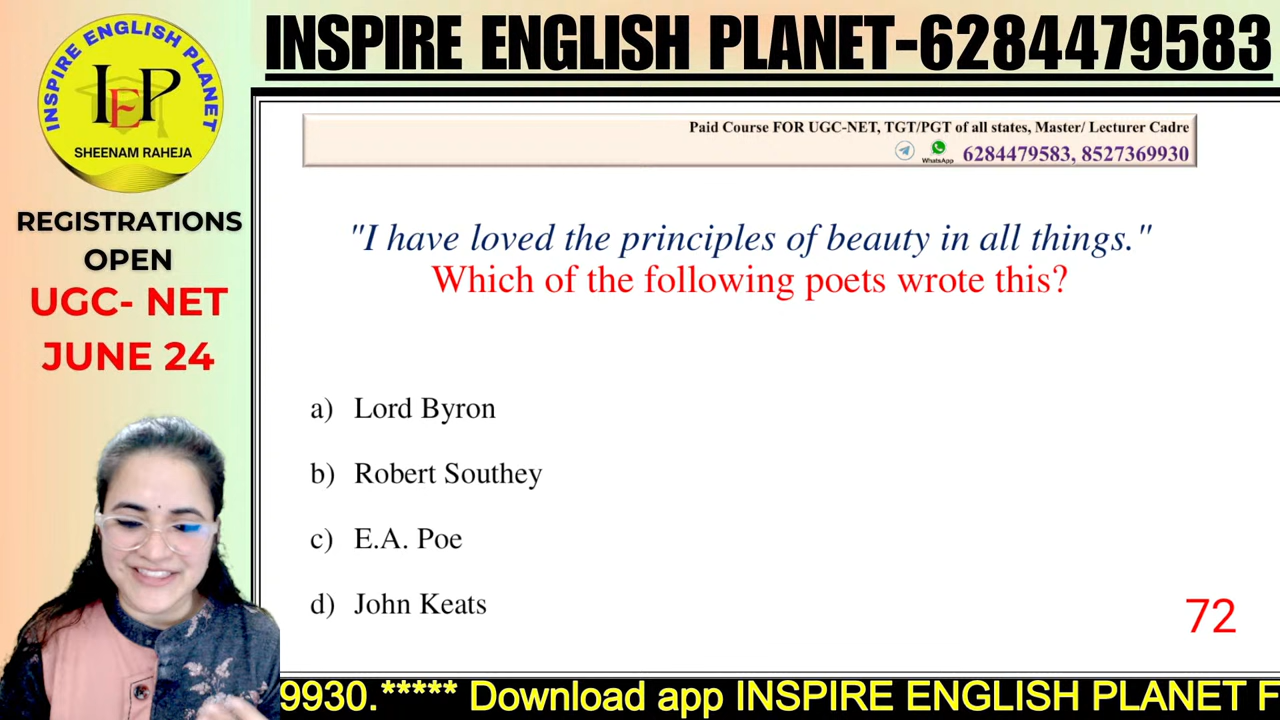 INSPIRE ENGLISH PLANET
IEP
SHEENAM RAHEJA
REGISTRATIONS
OPEN
UGC- NET
JUNE 24
INSPIRE ENGLISH PLANET-6284479583
Paid Course FOR UGC-NET, TGT/PGT of all states, Master/ Lecturer Cadre
WhatsApp 6284479583, 8527369930
"I have loved the principles of beauty in all things."
Which of the following poets wrote this?
a) Lord Byron
b) Robert Southey
c) E.A. Poe
d) John Keats
72
9930. ***** Download app INSPIRE ENGLISH PLANET F